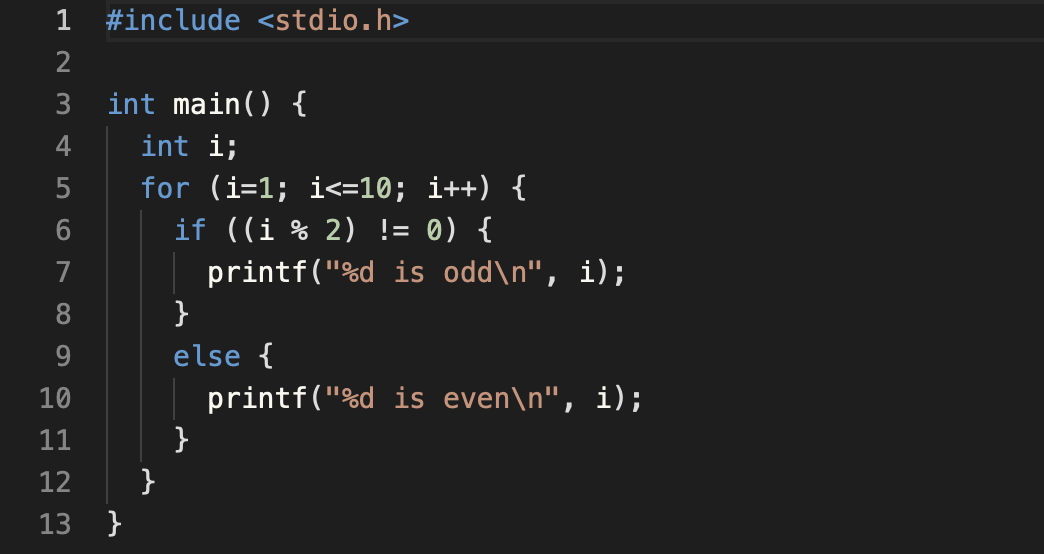 1 #include <stdio.h>
2
3 int main() {
4   int i;
5   for (i=1; i<=10; i++) {
6     if ((i % 2) != 0) {
7       printf("%d is odd\n", i);
8     }
9     else {
10       printf("%d is even\n", i);
11     }
12   }
13 }